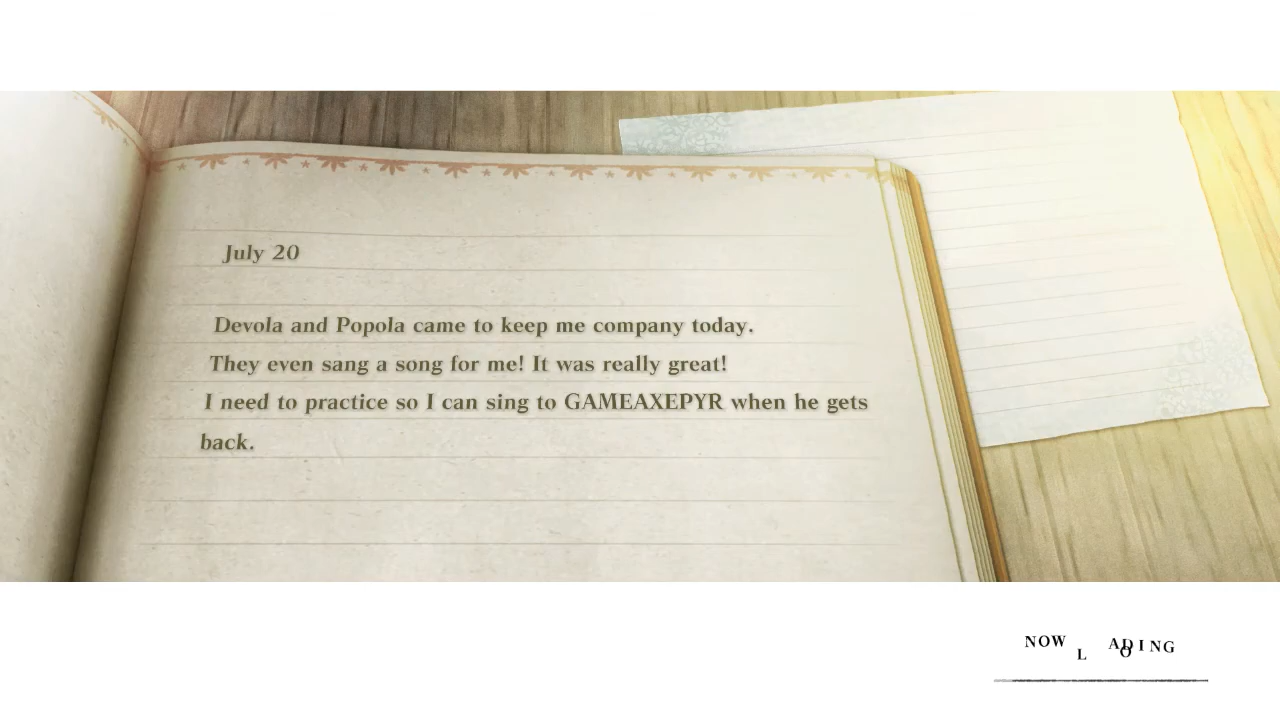 July 20
Devola and Popola came to keep me company today.
They even sang a song for me! It was really great!
I need to practice so I can sing to GAMEAXEPYR when he gets
back.
NOW LOADING